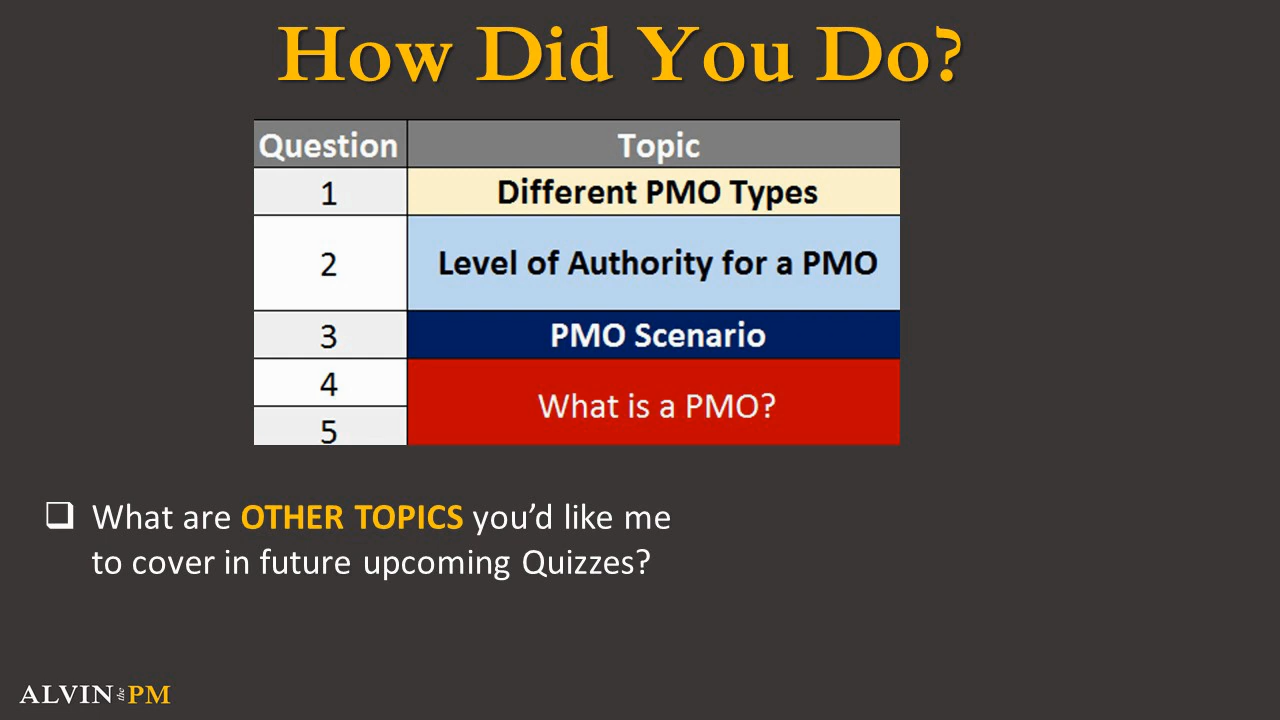 How Did You Do?
Question Topic
1 Different PMO Types
2 Level of Authority for a PMO
3 PMO Scenario
4
What is a PMO?
5
What are OTHER TOPICS you’d like me
to cover in future upcoming Quizzes?
ALVIN the PM